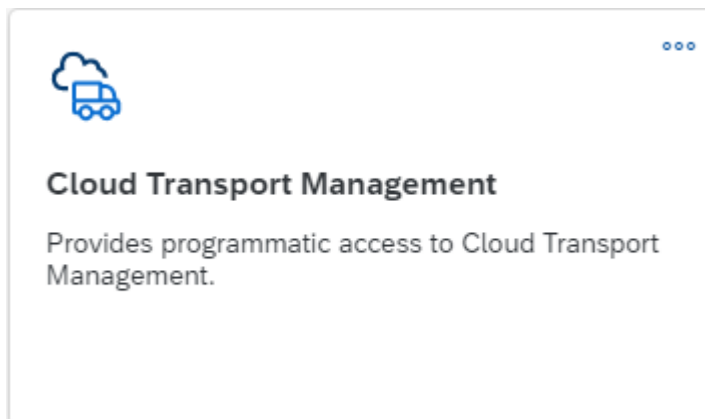 Cloud Transport Management
Provides programmatic access to Cloud Transport
Management.